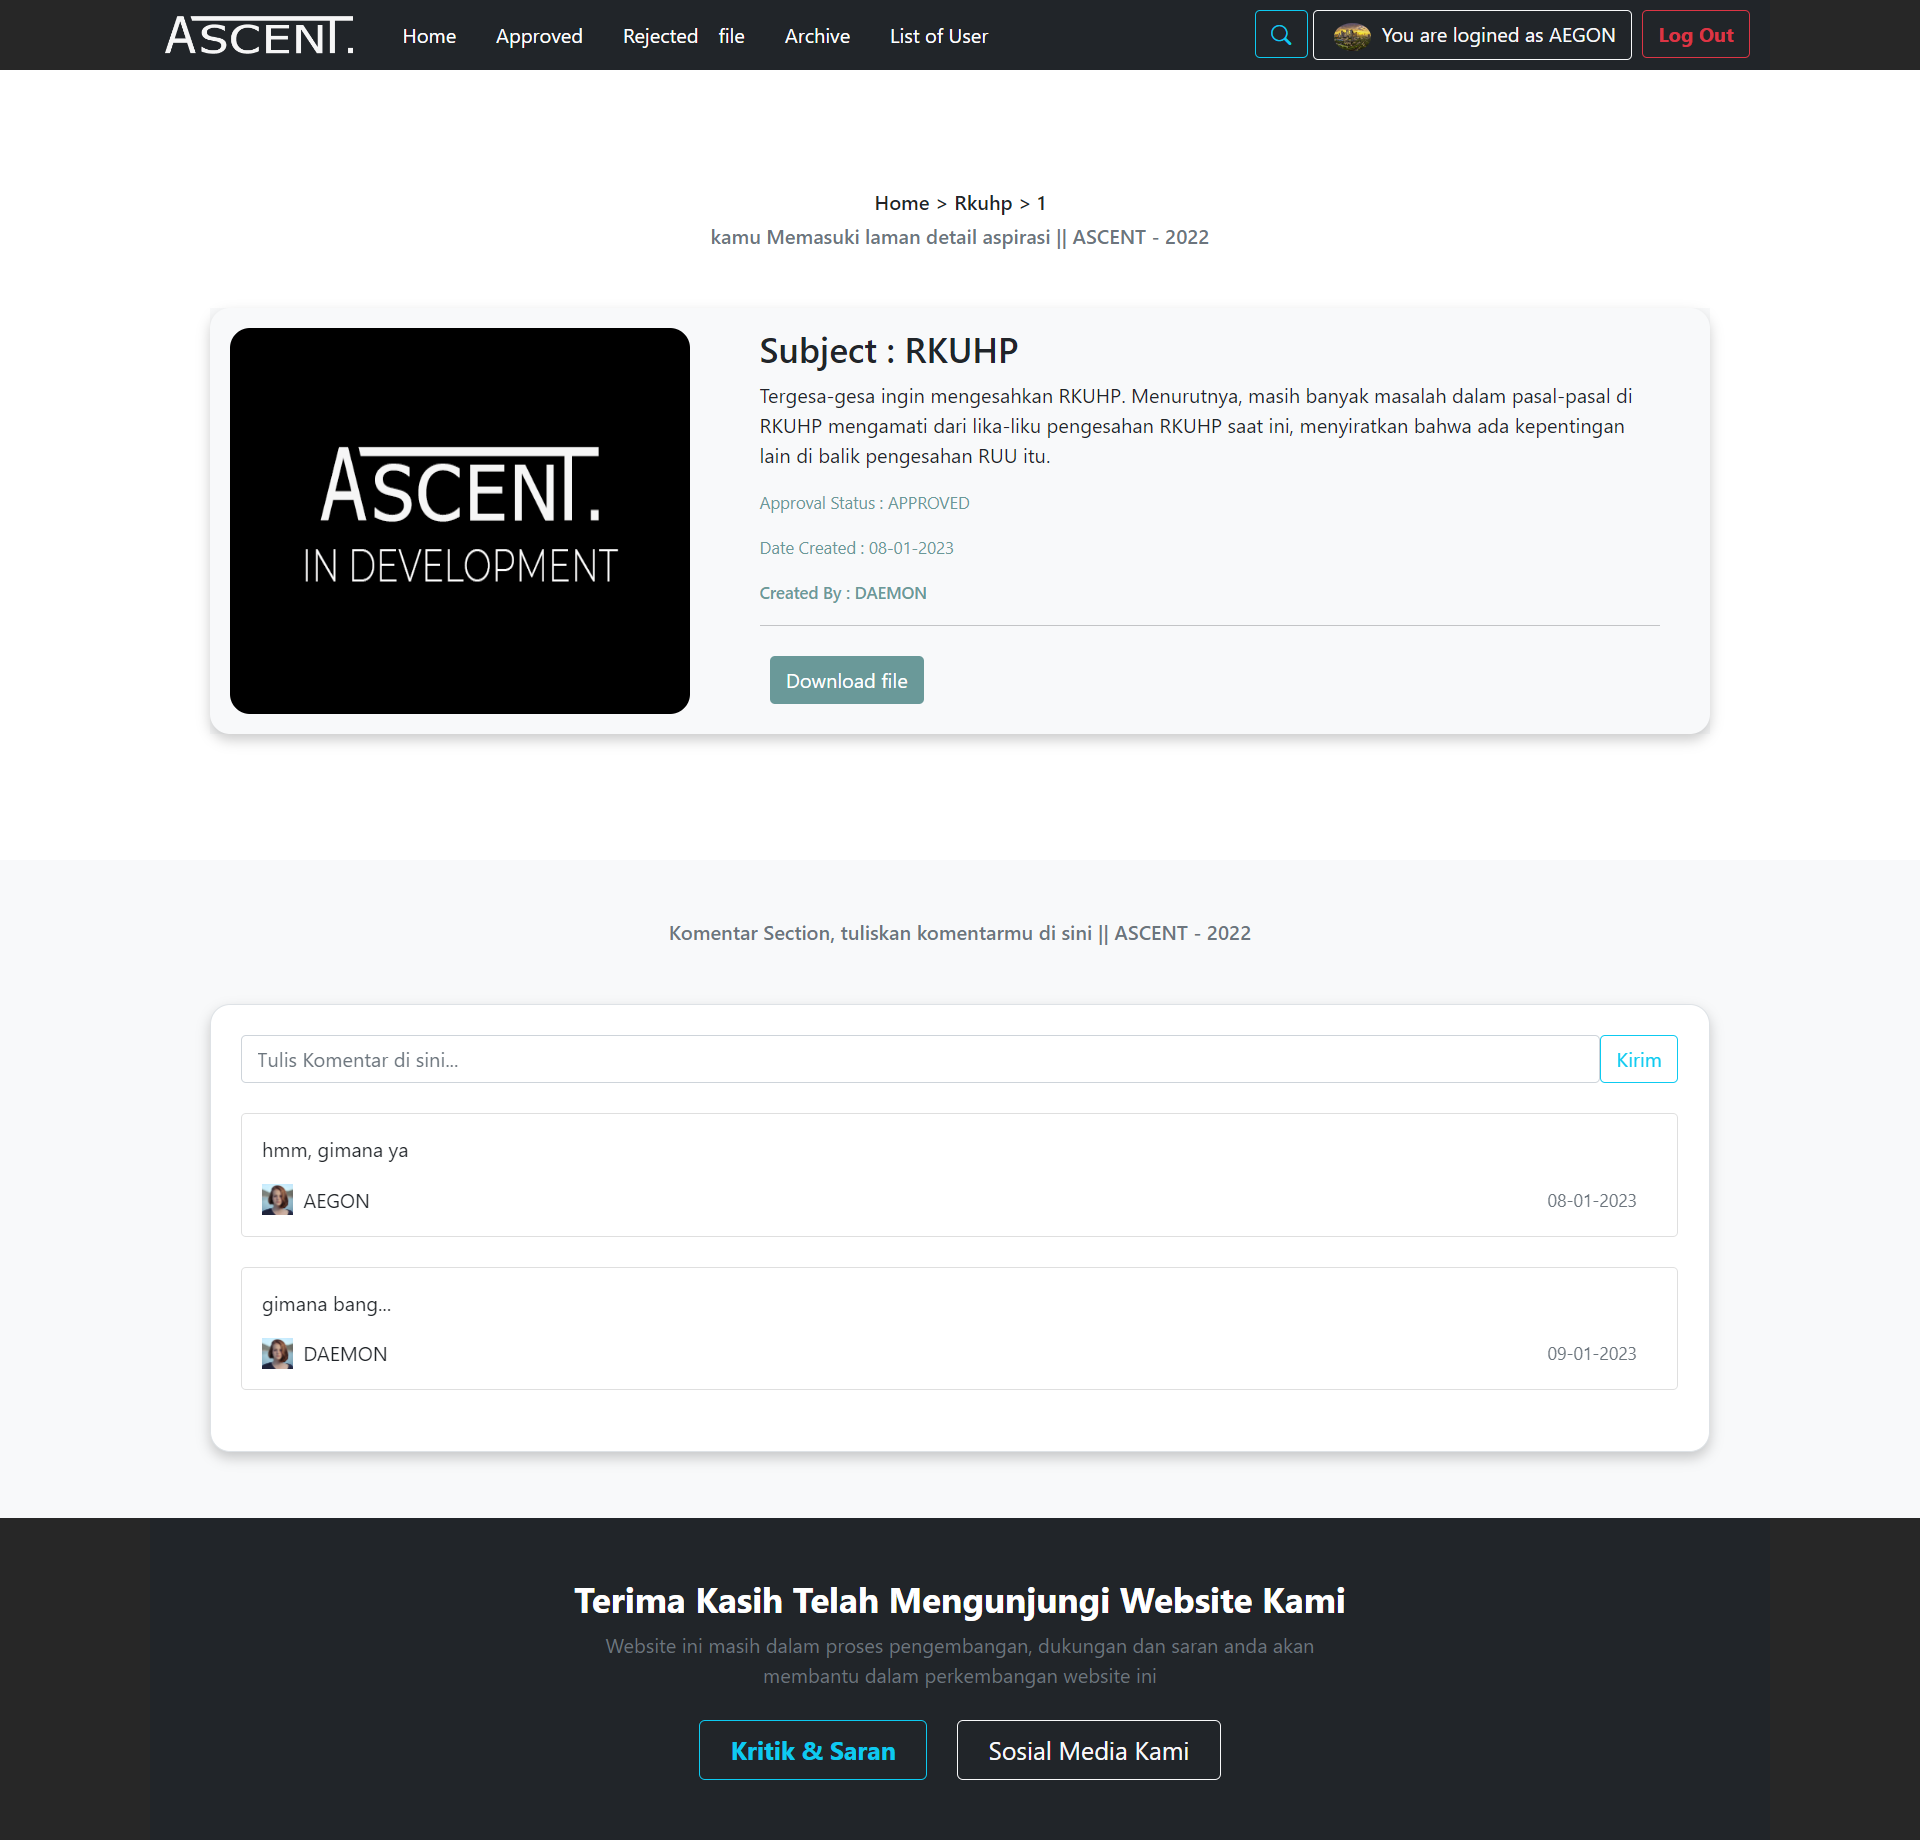 ASCENT.
Home Approved Rejected file Archive List of User
You are logined as AEGON
Log Out
Home > Rkuhp > 1
kamu Memasuki laman detail aspirasi || ASCENT - 2022
ASCENT.
IN DEVELOPMENT
Subject : RKUHP
Tergesa-gesa ingin mengesahkan RKUHP. Menurutnya, masih banyak masalah dalam pasal-pasal di
RKUHP mengamati dari lika-liku pengesahan RKUHP saat ini, menyiratkan bahwa ada kepentingan
lain di balik pengesahan RUU itu.
Approval Status : APPROVED
Date Created : 08-01-2023
Created By : DAEMON
Download file
Komentar Section, tuliskan komentarmu di sini || ASCENT - 2022
Tulis Komentar di sini...
Kirim
hmm, gimana ya
AEGON
08-01-2023
gimana bang...
DAEMON
09-01-2023
Terima Kasih Telah Mengunjungi Website Kami
Website ini masih dalam proses pengembangan, dukungan dan saran anda akan
membantu dalam perkembangan website ini
Kritik & Saran
Sosial Media Kami